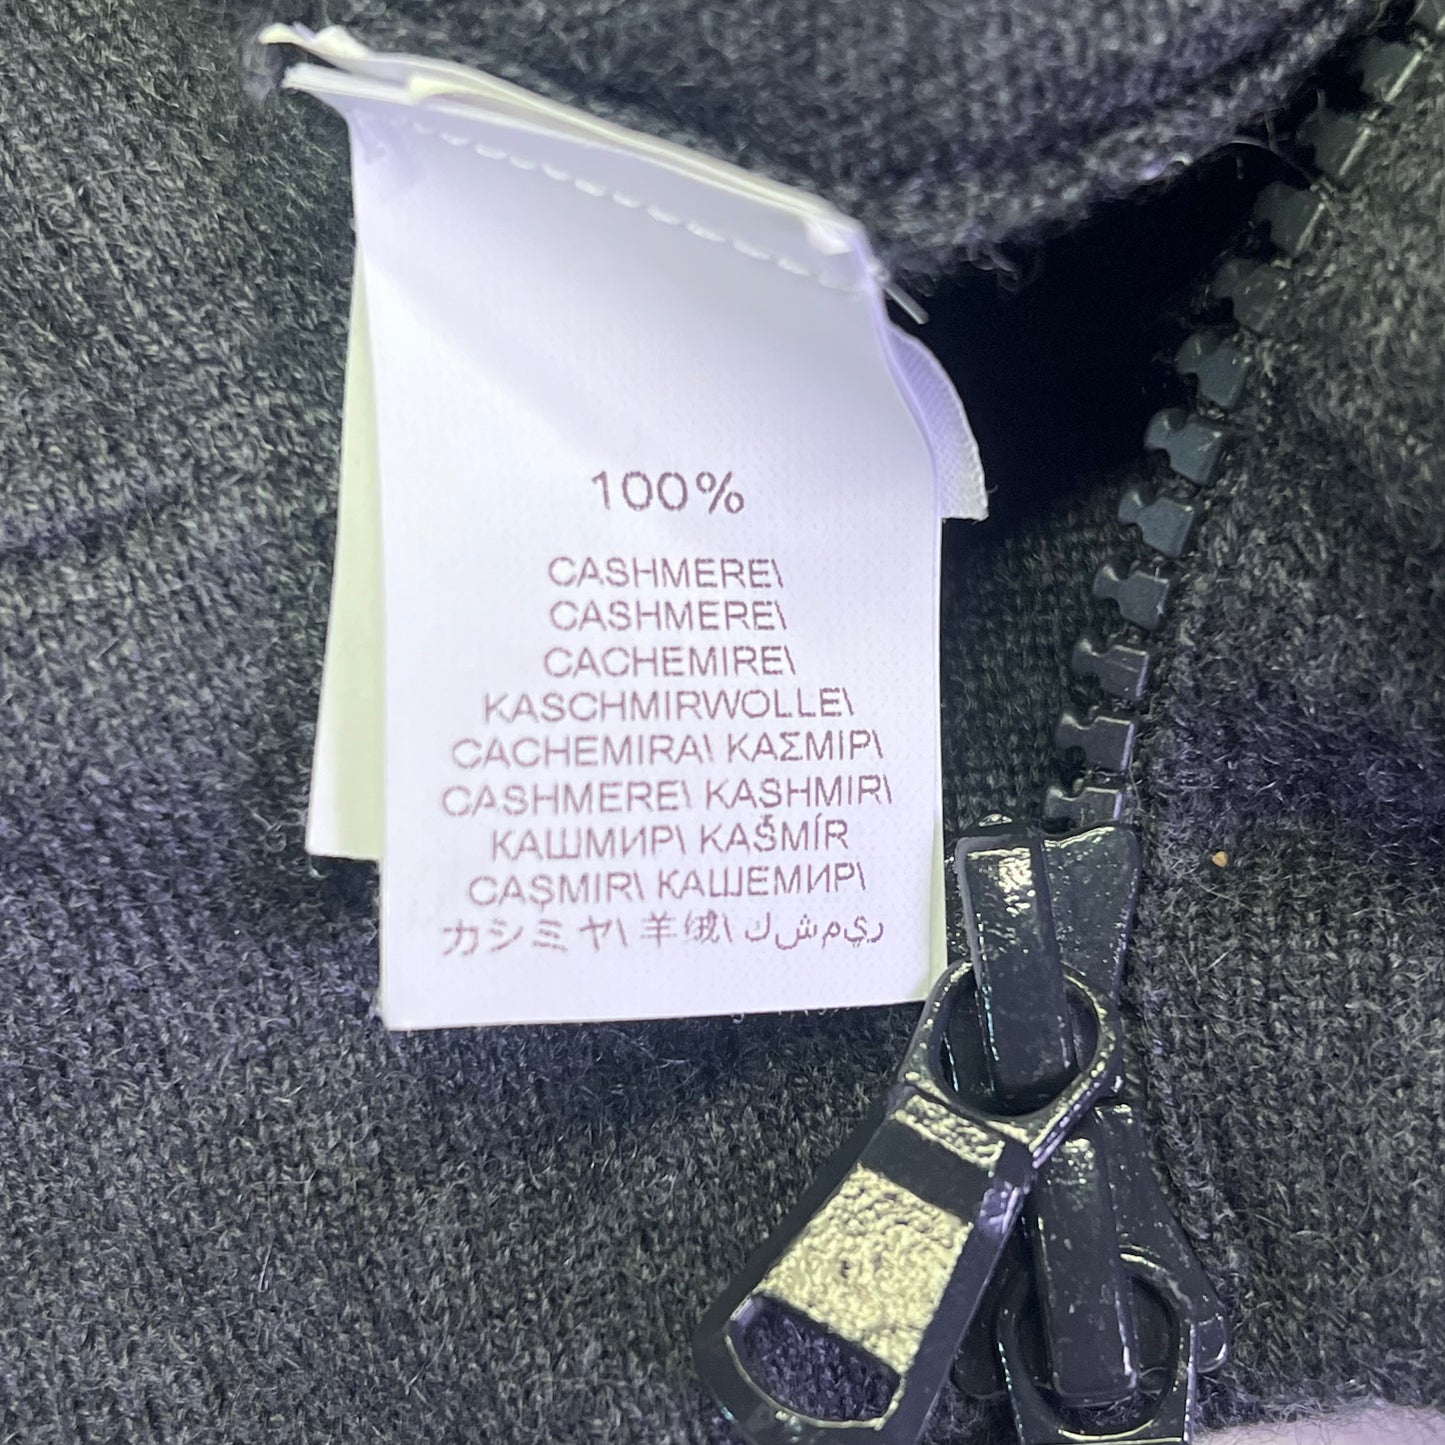 100%
CASHMERE\
CASHMERE\
CACHEMIRE\
KASCHMIRWOLLE\
CACHEMIRA\ ΚΑΣΜΙΡ\
CASHMERE\ KAŞHMIR\
КАШМИР\ KAŠMÍR
CAŞMIR\ КАШЕМИР\
カシミヤ\ 羊绒\ كشمير